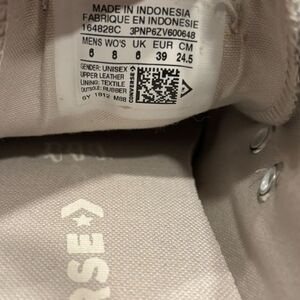 MADE IN INDONESIA
FABRIQUE EN INDONESIE
164828C 3PNP6ZV600648
MENS WO'S UK EUR CM
6 8 6 39 24.5
GENDER: UNISEX
UPPER: LEATHER
LINING: TEXTILE
OUTSOLE: RUBBER
CONVERSE
RSE